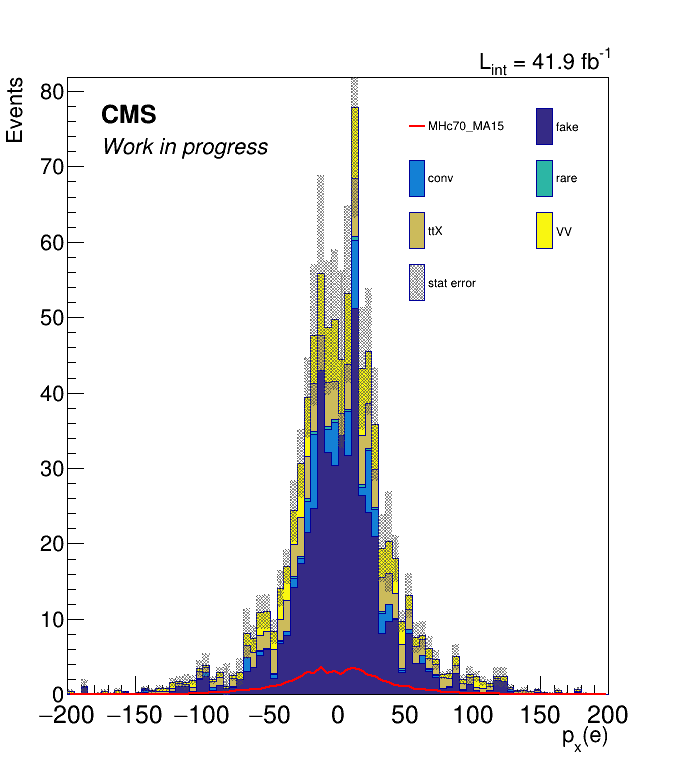 L_int = 41.9 fb^-1
Events
CMS
Work in progress
MHc70_MA15
fake
conv
rare
ttX
VV
stat error
80
70
60
50
40
30
20
10
0
−200 −150 −100 −50 0 50 100 150 200
p_x(e)